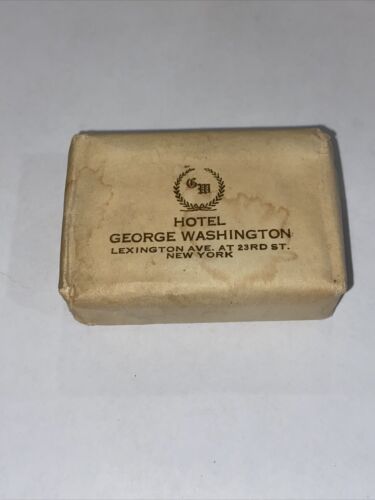 GW
HOTEL
GEORGE WASHINGTON
LEXINGTON AVE. AT 23RD ST.
NEW YORK